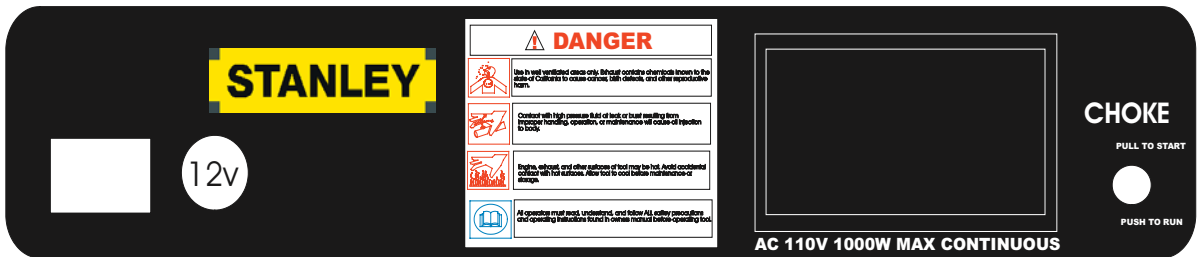 STANLEY
12v
DANGER
Use in well ventilated areas only. Exhaust contains chemicals known to the
state of California to cause cancer, birth defects, and other reproductive
harm.
Contact with high pressure fluid at leak or bust resulting from
improper handling, operation, or maintenance will cause oil injection
to body.
Engine, exhaust, and other surfaces of tool may be hot. Avoid accidental
contact with hot surfaces. Allow tool to cool before maintenance or
storage.
All operators must read, understand, and follow ALL safety precautions
and operating instructions found in owners manual before operating tool.
AC 110V 1000W MAX CONTINUOUS
CHOKE
PULL TO START
PUSH TO RUN